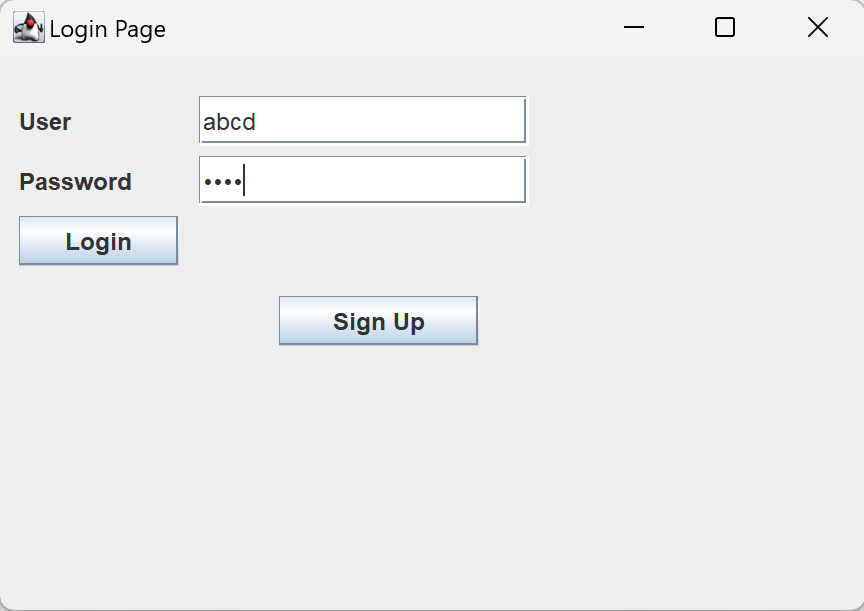 Login Page
User abcd
Password ••••
Login
Sign Up